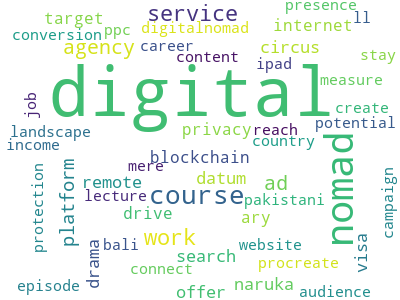 presence
target
service
ll
conversion
ppc
digitalnomad
internet
agency
career
circus
stay
content
ipad
digital
measure
job
create
landscape
privacy
reach
potential
income
country
nomad
blockchain
mere
datum
ad
protection
platform
remote
lecture
course
pakistani
campaign
drive
ary
work
visa
drama
bali
search
website
connect
procreate
audience
episode
offer
naruka